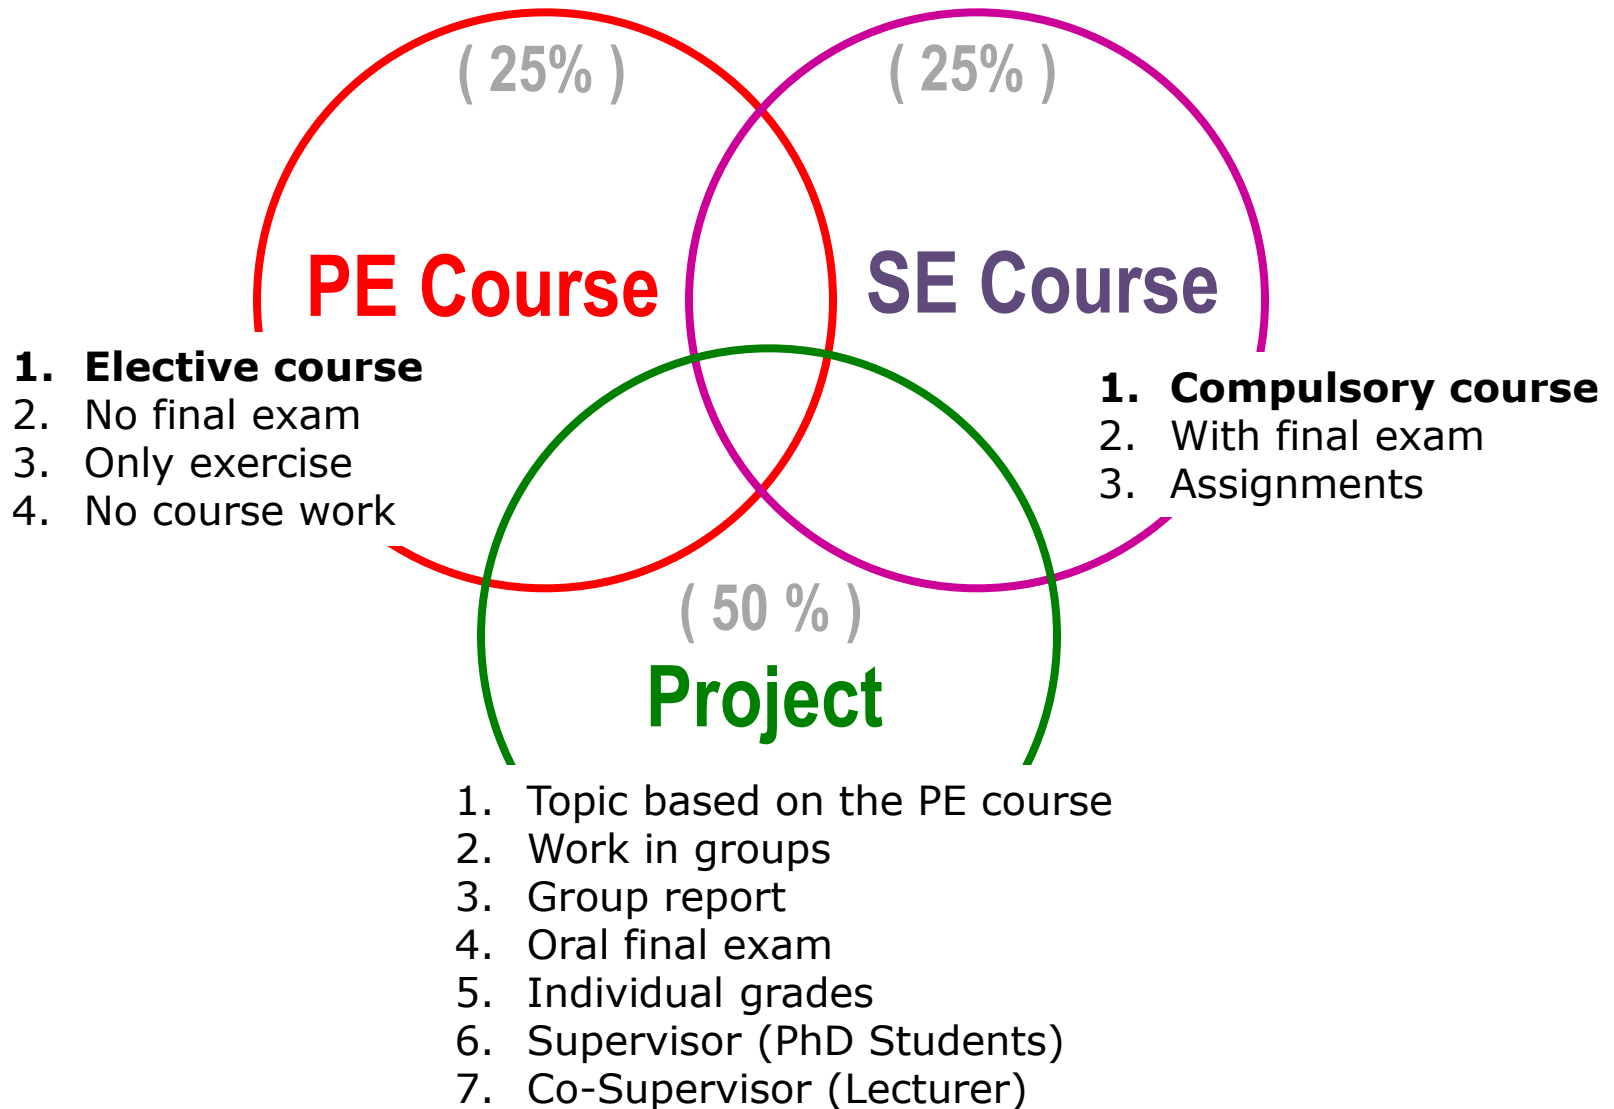 ( 25% )
( 25% )
PE Course
SE Course
1. Elective course
2. No final exam
3. Only exercise
4. No course work
1. Compulsory course
2. With final exam
3. Assignments
( 50 % )
Project
1. Topic based on the PE course
2. Work in groups
3. Group report
4. Oral final exam
5. Individual grades
6. Supervisor (PhD Students)
7. Co-Supervisor (Lecturer)